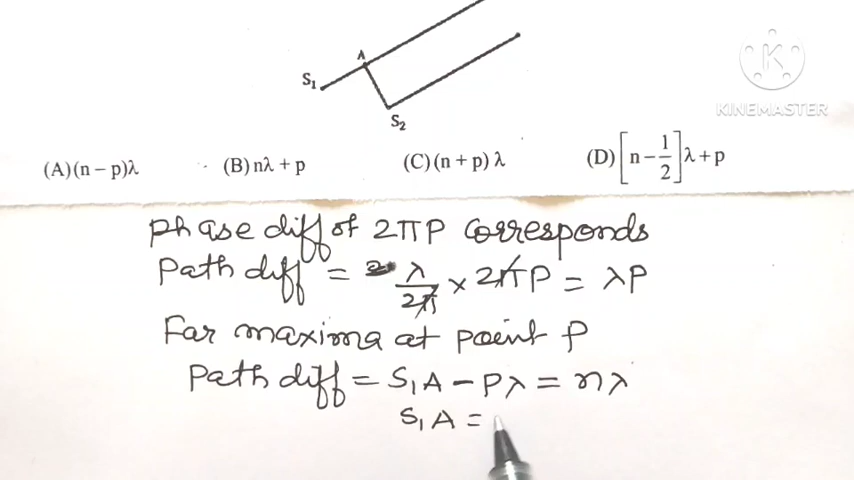 K
KINEMASTER
A
S₁
S₂
(A) (n – p)λ (B) nλ + p (C) (n + p) λ (D) [n – 1/2] λ + p
Phase diff of 2πP corresponds
Path diff = λ/2π × 2πP = λP
For maxima at point P
Path diff = S₁A – Pλ = nλ
S₁A =